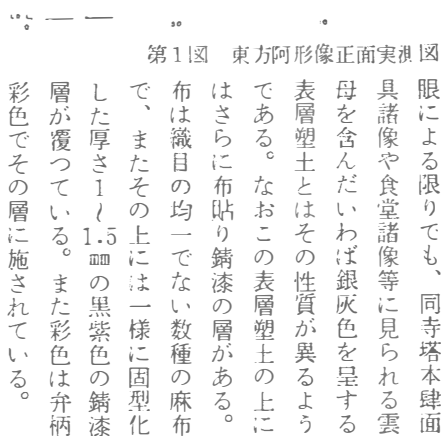 第1図 東方阿形像正面実測図
眼による限りでも、同寺塔本肆面
具諸像や食堂諸像等に見られる雲
母を含んだいわば銀灰色を呈する
表層塑土とはその性質が異るよう
である。なおこの表層塑土の上に
はさらに布貼り錆漆の層がある。
布は織目の均一でない数種の麻布
で、またその上には一様に固型化
した厚さ1〜1.5㎜の黒紫色の錆漆
層が覆つている。また彩色は弁柄
彩色でその層に施されている。